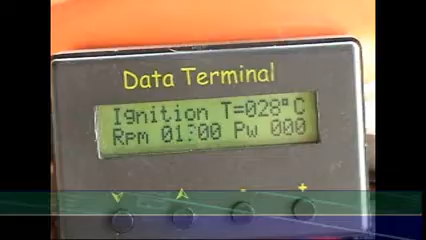 Data Terminal
Ignition T=028°C
Rpm 01:00 Pw 000
- +